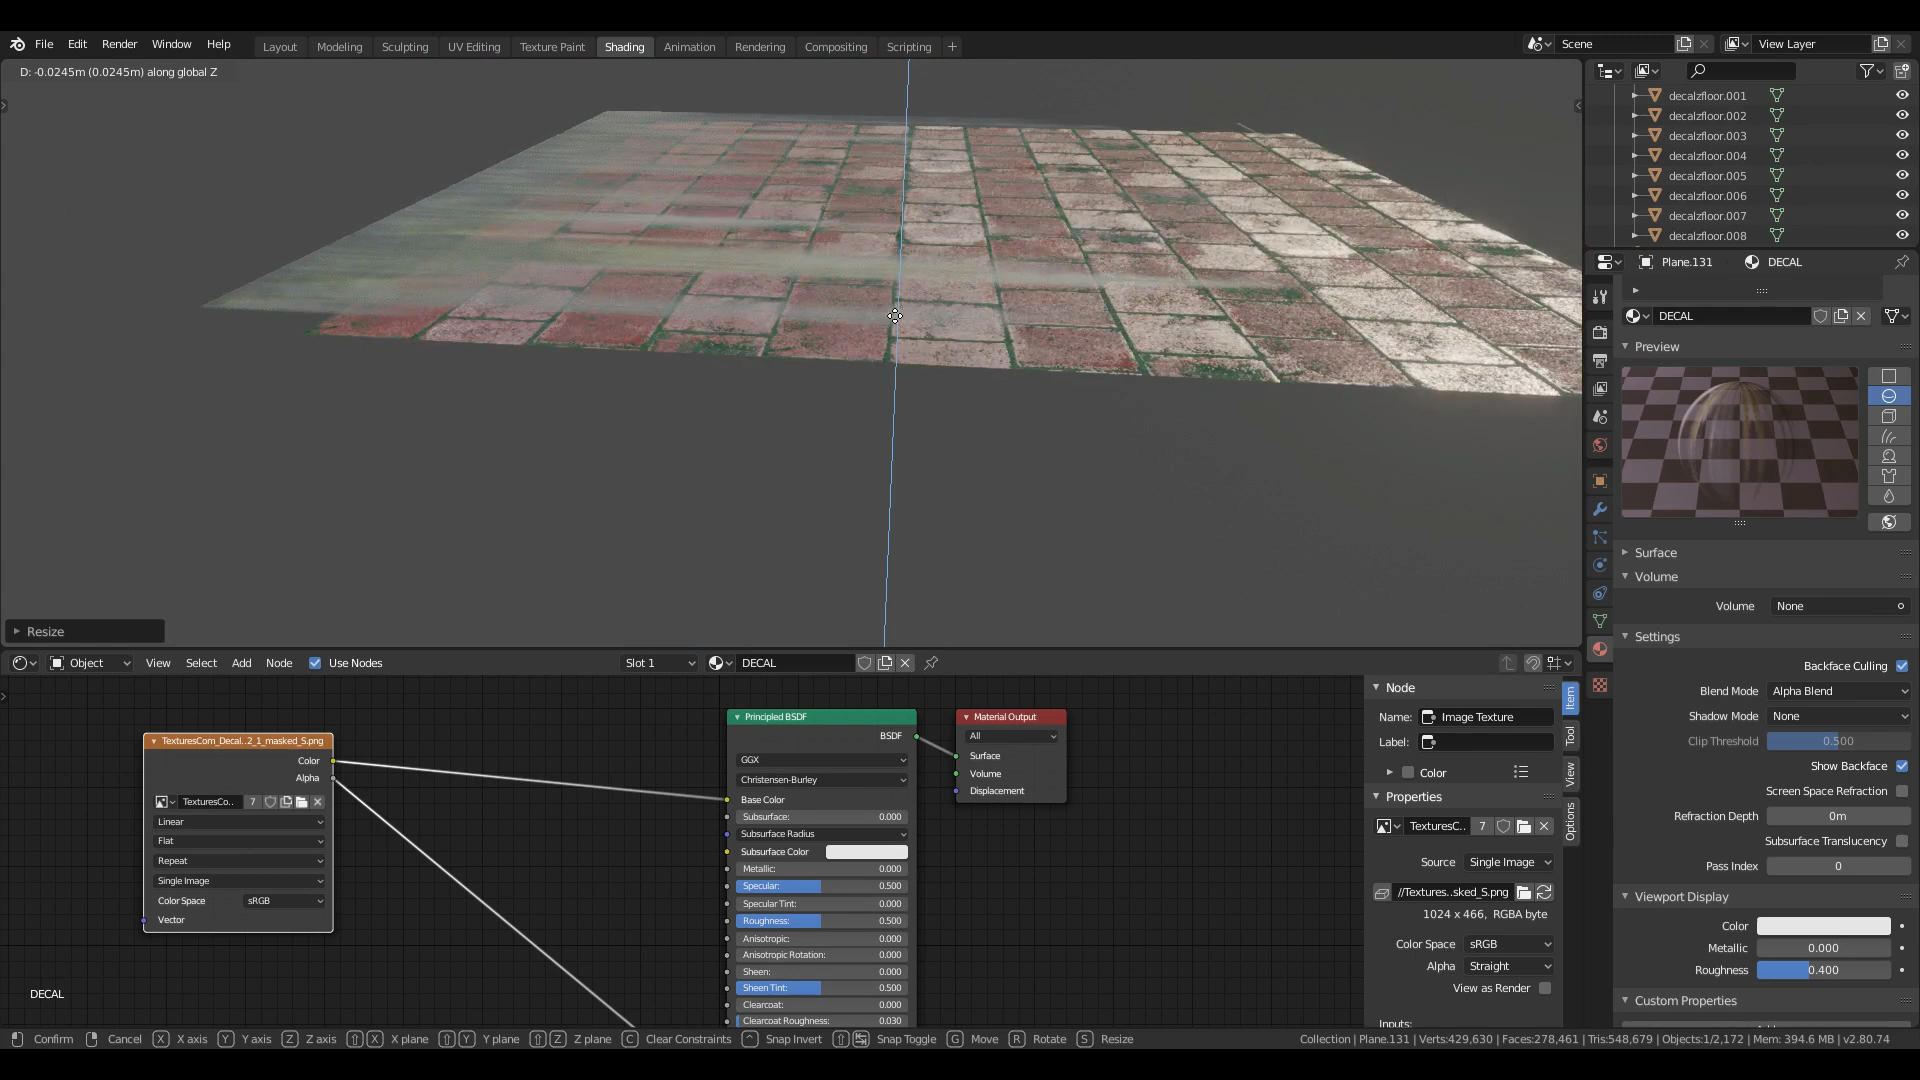 File Edit Render Window Help
Layout Modeling Sculpting UV Editing Texture Paint Shading Animation Rendering Compositing Scripting +
Scene
View Layer
D: -0.0245m (0.0245m) along global Z
decalzfloor.001
decalzfloor.002
decalzfloor.003
decalzfloor.004
decalzfloor.005
decalzfloor.006
decalzfloor.007
decalzfloor.008
Plane.131 DECAL
DECAL
Preview
Surface
Volume
Volume None
Settings
Backface Culling
Blend Mode Alpha Blend
Shadow Mode None
Clip Threshold 0.500
Show Backface
Screen Space Refraction
Refraction Depth 0m
Subsurface Translucency
Pass Index 0
Viewport Display
Color
Metallic 0.000
Roughness 0.400
Custom Properties
Resize
Object View Select Add Node Use Nodes Slot 1 DECAL
TexturesCom_Decal..2_1_masked_S.png
Color
Alpha
TexturesCo.. 7
Linear
Flat
Repeat
Single Image
Color Space sRGB
Vector
Principled BSDF
BSDF
GGX
Christensen-Burley
Base Color
Subsurface: 0.000
Subsurface Radius
Subsurface Color
Metallic: 0.000
Specular: 0.500
Specular Tint: 0.000
Roughness: 0.500
Anisotropic: 0.000
Anisotropic Rotation: 0.000
Sheen: 0.000
Sheen Tint: 0.500
Clearcoat: 0.000
Clearcoat Roughness: 0.030
Material Output
All
Surface
Volume
Displacement
Node
Name: Image Texture
Label:
Color
Properties
TexturesC.. 7
Source Single Image
//Textures..sked_S.png
1024 x 466, RGBA byte
Color Space sRGB
Alpha Straight
View as Render
Inputs:
Item
Tool
View
Options
DECAL
Confirm Cancel X X axis Y Y axis Z Z axis X X plane Y Y plane Z Z plane C Clear Constraints ^ Snap Invert Snap Toggle G Move R Rotate S Resize
Collection | Plane.131 | Verts:429,630 | Faces:278,461 | Tris:548,679 | Objects:1/2,172 | Mem: 394.6 MB | v2.80.74